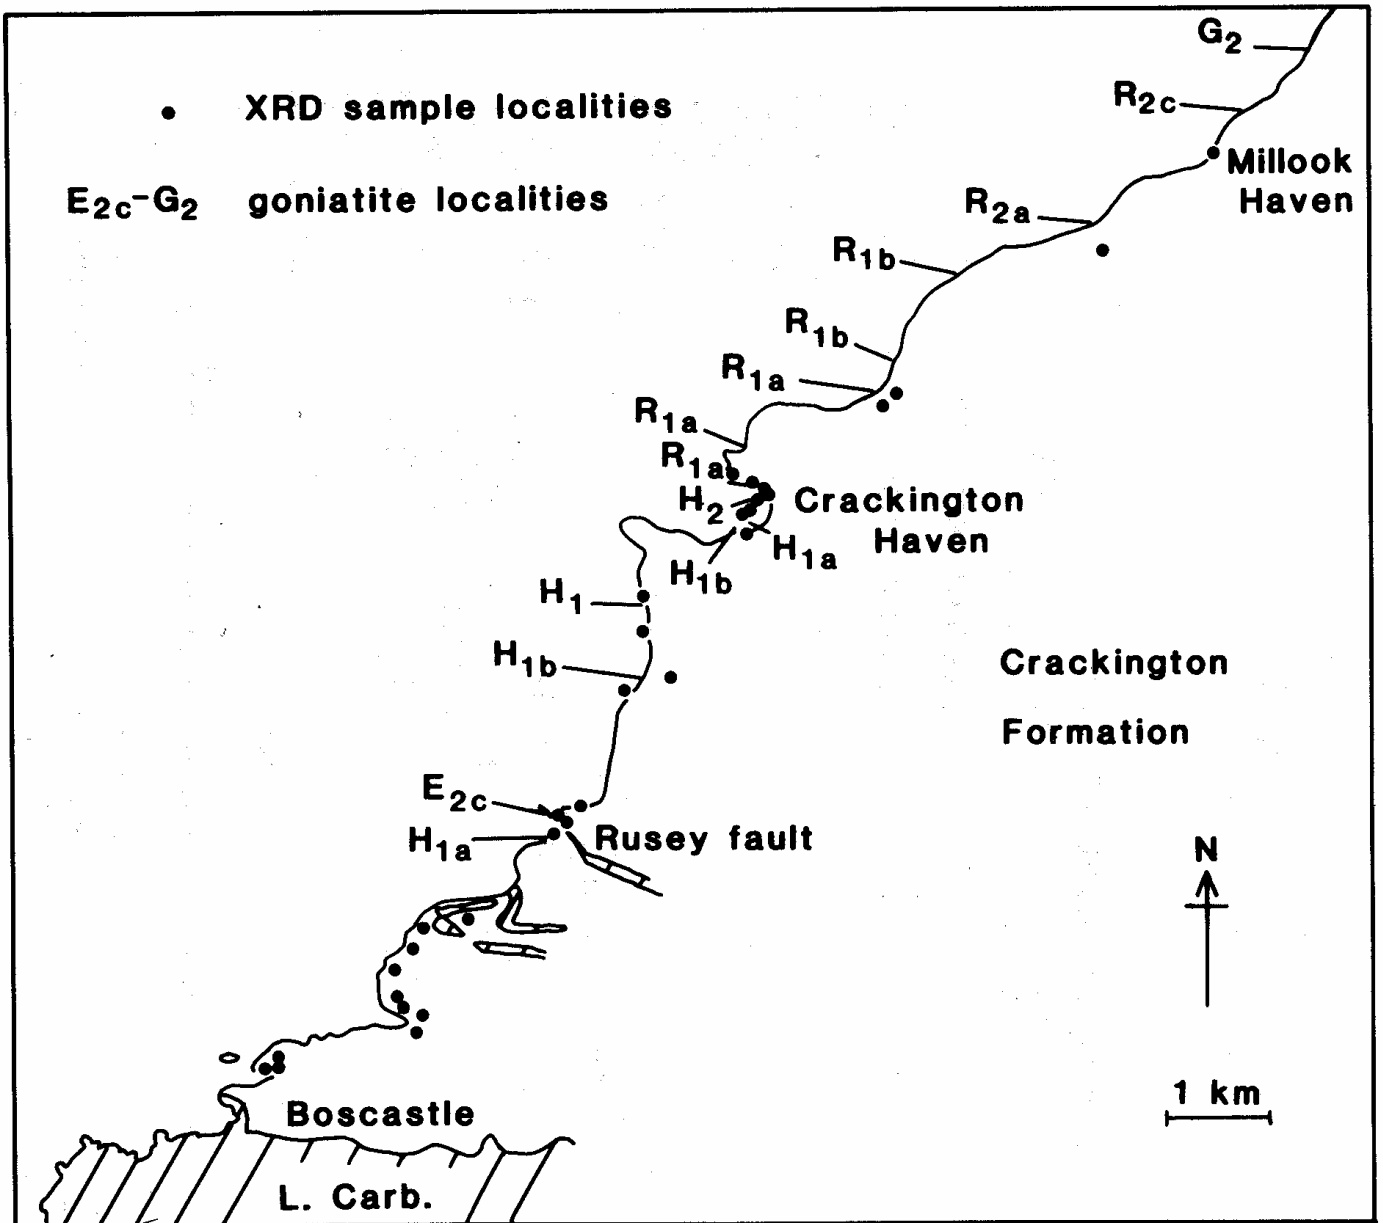 G2
R2c
XRD sample localities
Millook
Haven
E2c-G2 goniatite localities
R2a
R1b
R1b
R1a
R1a
R1a
H2
Crackington
Haven
H1a
H1b
H1
H1b
Crackington
Formation
E2c
H1a
Rusey fault
N
1 km
Boscastle
L. Carb.